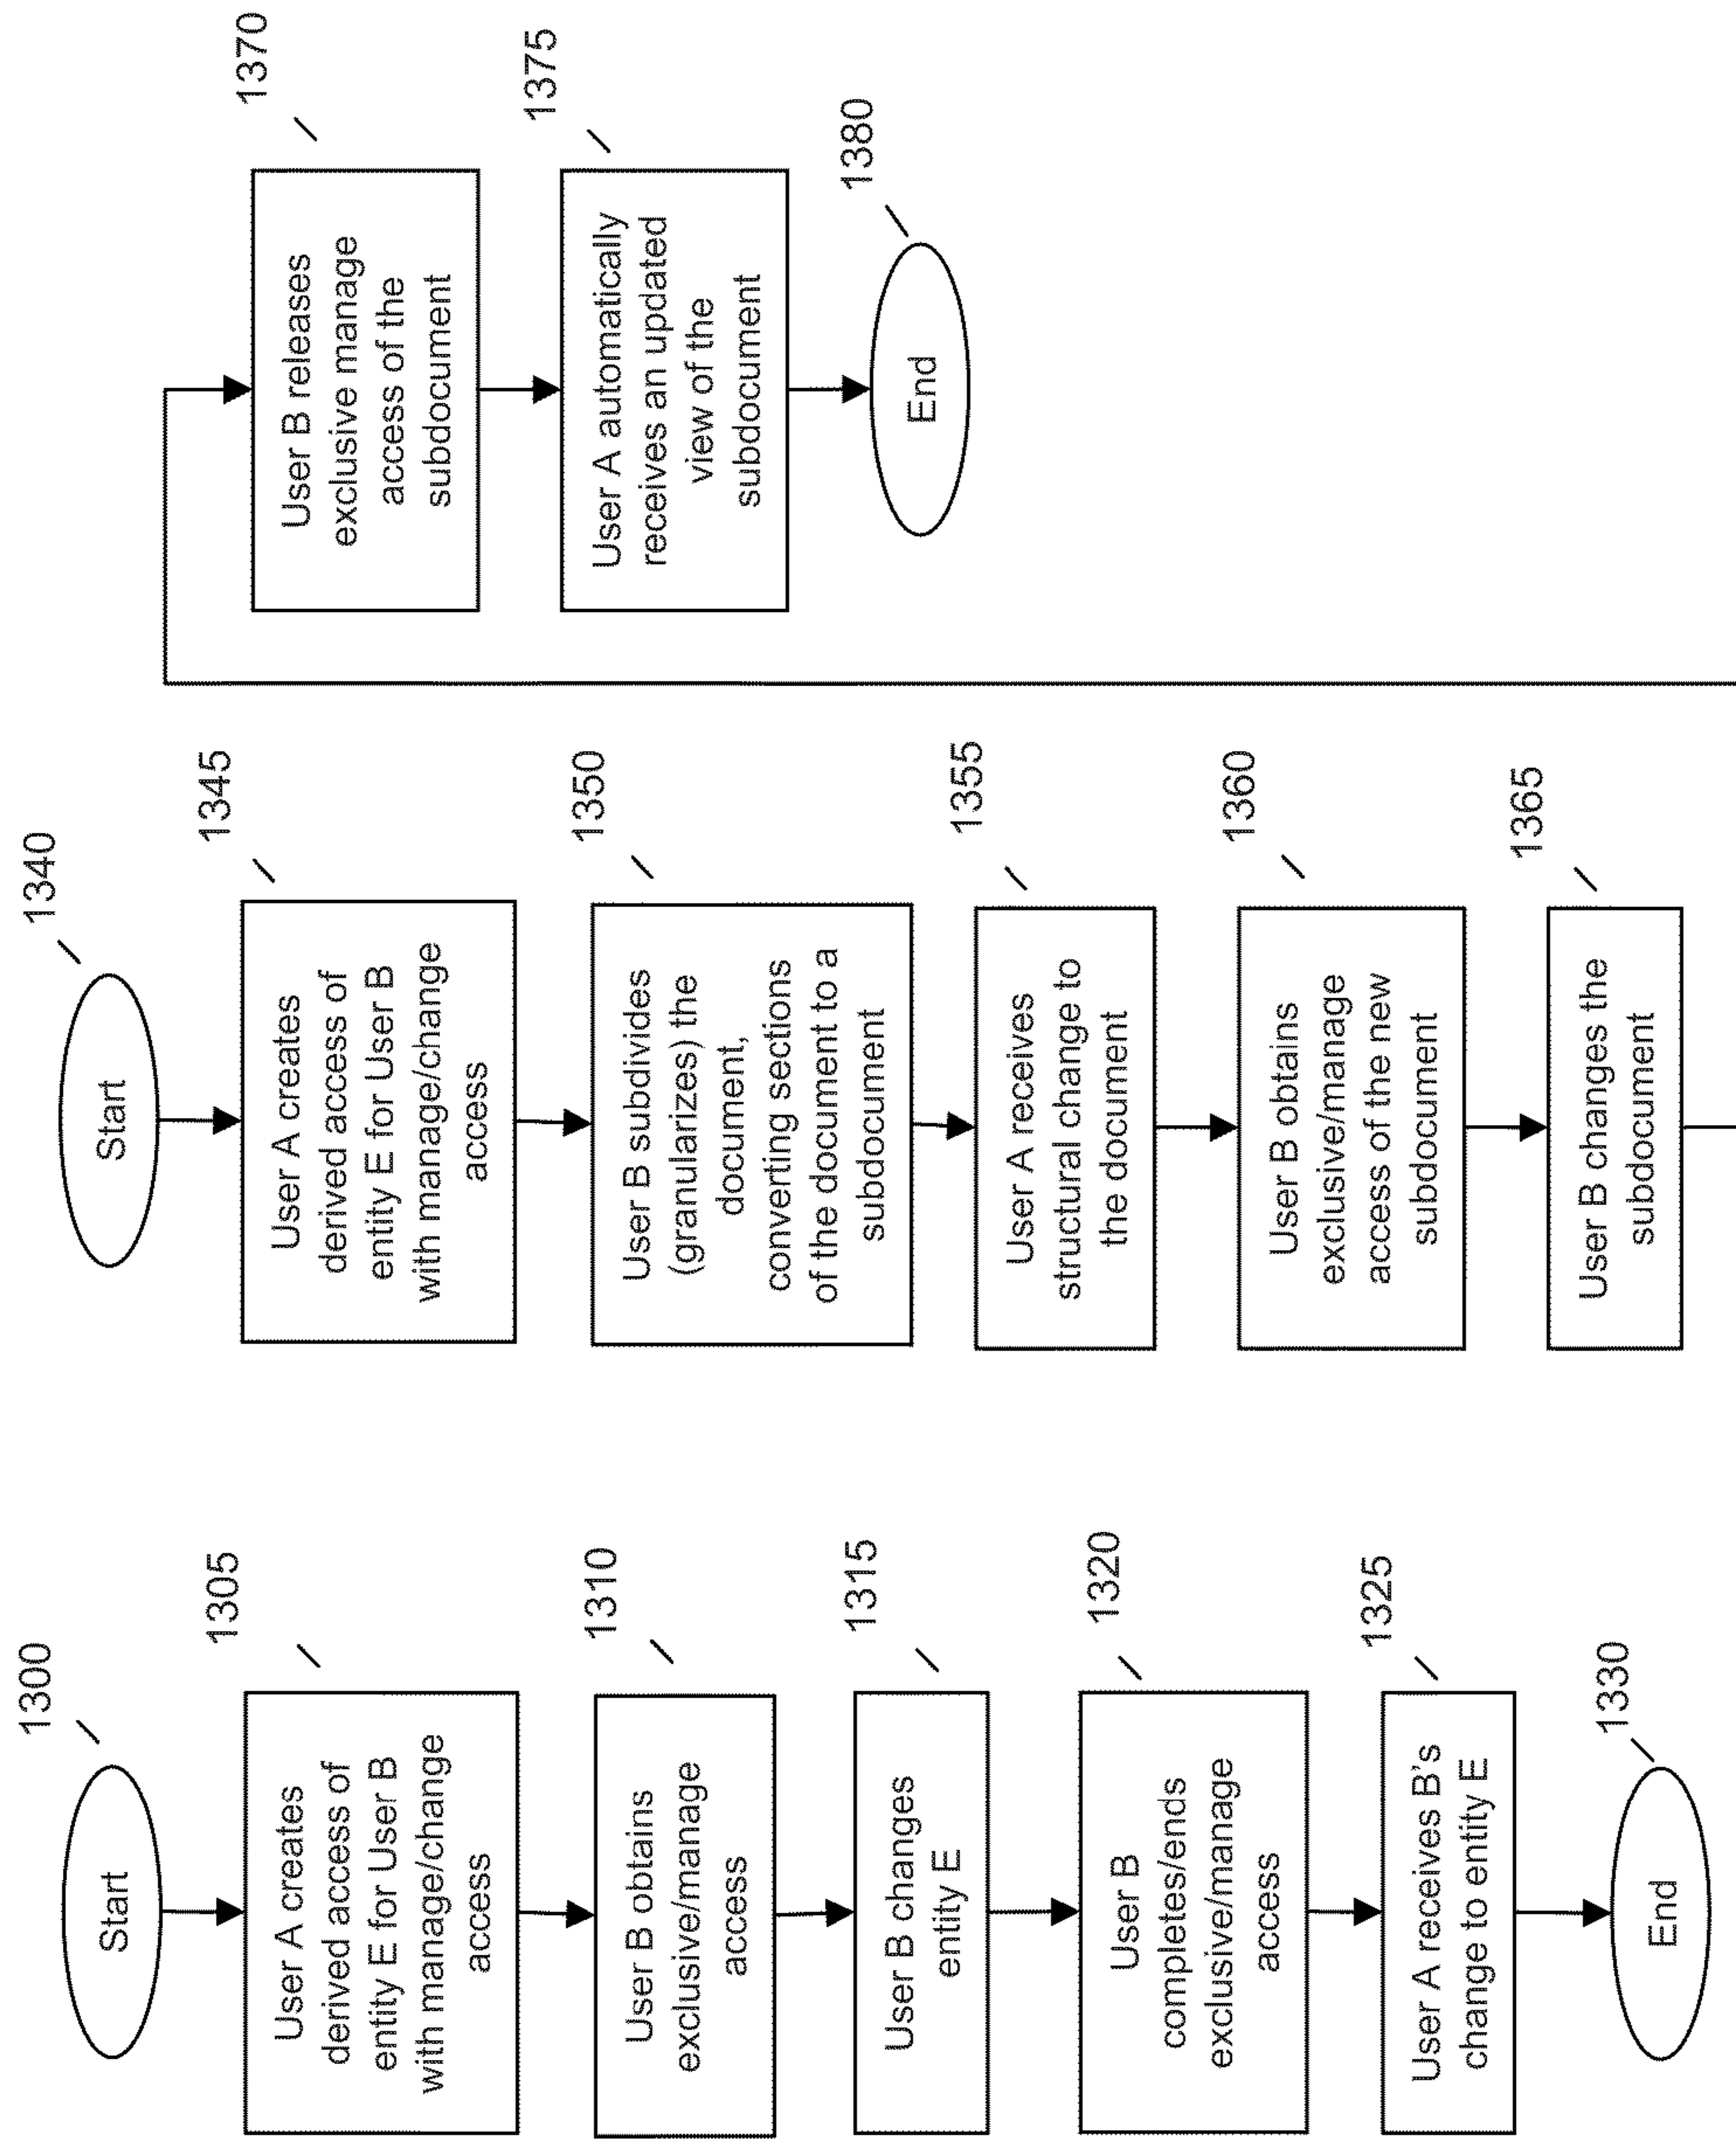 1300
Start
1305
User A creates
derived access of
entity E for User B
with manage/change
access
1310
User B obtains
exclusive/manage
access
1315
User B changes
entity E
1320
User B
completes/ends
exclusive/manage
access
1325
User A receives B's
change to entity E
1330
End
1340
Start
1345
User A creates
derived access of
entity E for User B
with manage/change
access
1350
User B subdivides
(granularizes) the
document,
converting sections
of the document to a
subdocument
1355
User A receives
structural change to
the document
1360
User B obtains
exclusive/manage
access of the new
subdocument
1365
User B changes the
subdocument
1370
User B releases
exclusive manage
access of the
subdocument
1375
User A automatically
receives an updated
view of the
subdocument
1380
End